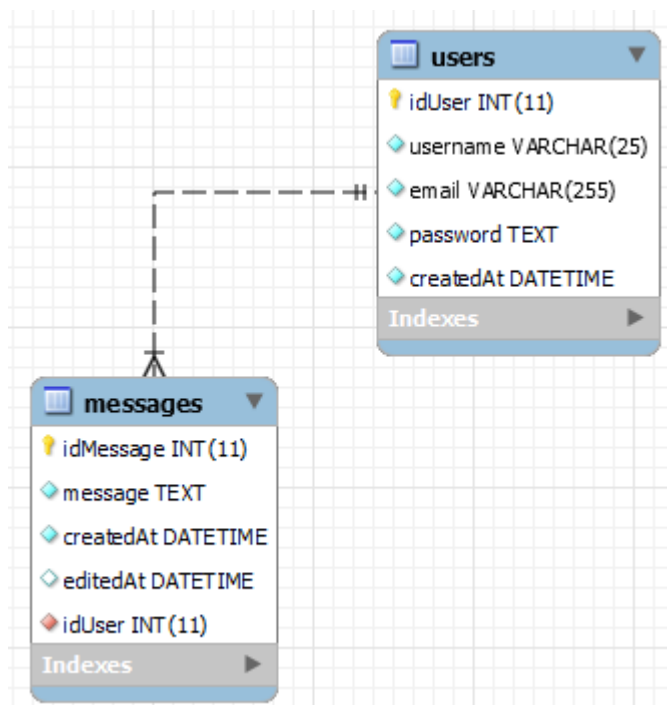 users
idUser INT(11)
username VARCHAR(25)
email VARCHAR(255)
password TEXT
createdAt DATETIME
Indexes
messages
idMessage INT(11)
message TEXT
createdAt DATETIME
editedAt DATETIME
idUser INT(11)
Indexes